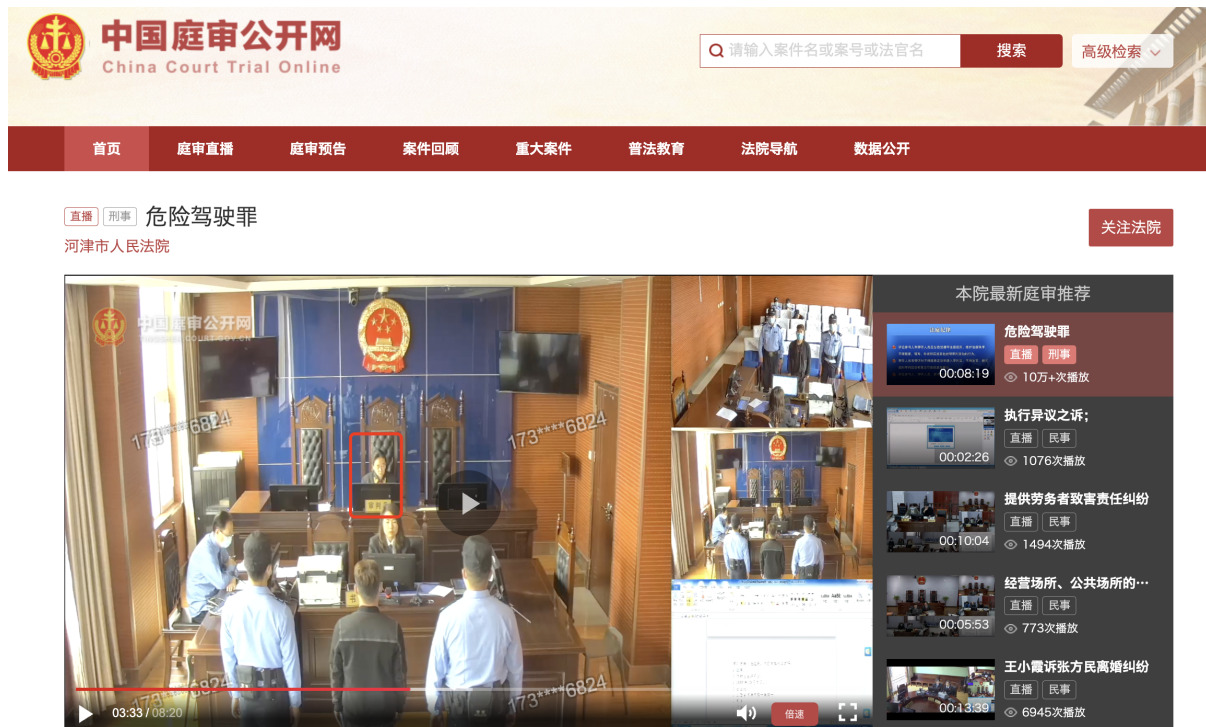 中国庭审公开网
China Court Trial Online
请输入案件名或案号或法官名
搜索
高级检索
首页 庭审直播 庭审预告 案件回顾 重大案件 普法教育 法院导航 数据公开
直播 刑事 危险驾驶罪
河津市人民法院
关注法院
中国庭审公开网
173****6824
173****6824
173****6824
173****6824
03:33 / 08:20
倍速
本院最新庭审推荐
危险驾驶罪
直播 刑事
00:08:19
10万+次播放
执行异议之诉;
直播 民事
00:02:26
1076次播放
提供劳务者致害责任纠纷
直播 民事
00:10:04
1494次播放
经营场所、公共场所的···
直播 民事
00:05:53
773次播放
王小霞诉张方民离婚纠纷
直播 民事
00:13:39
6945次播放